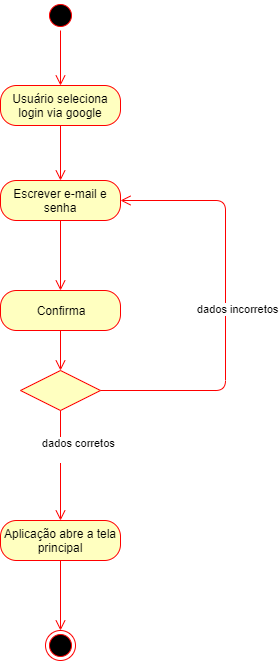 Usuário seleciona
login via google
Escrever e-mail e
senha
Confirma
dados incorretos
dados corretos
Aplicação abre a tela
principal